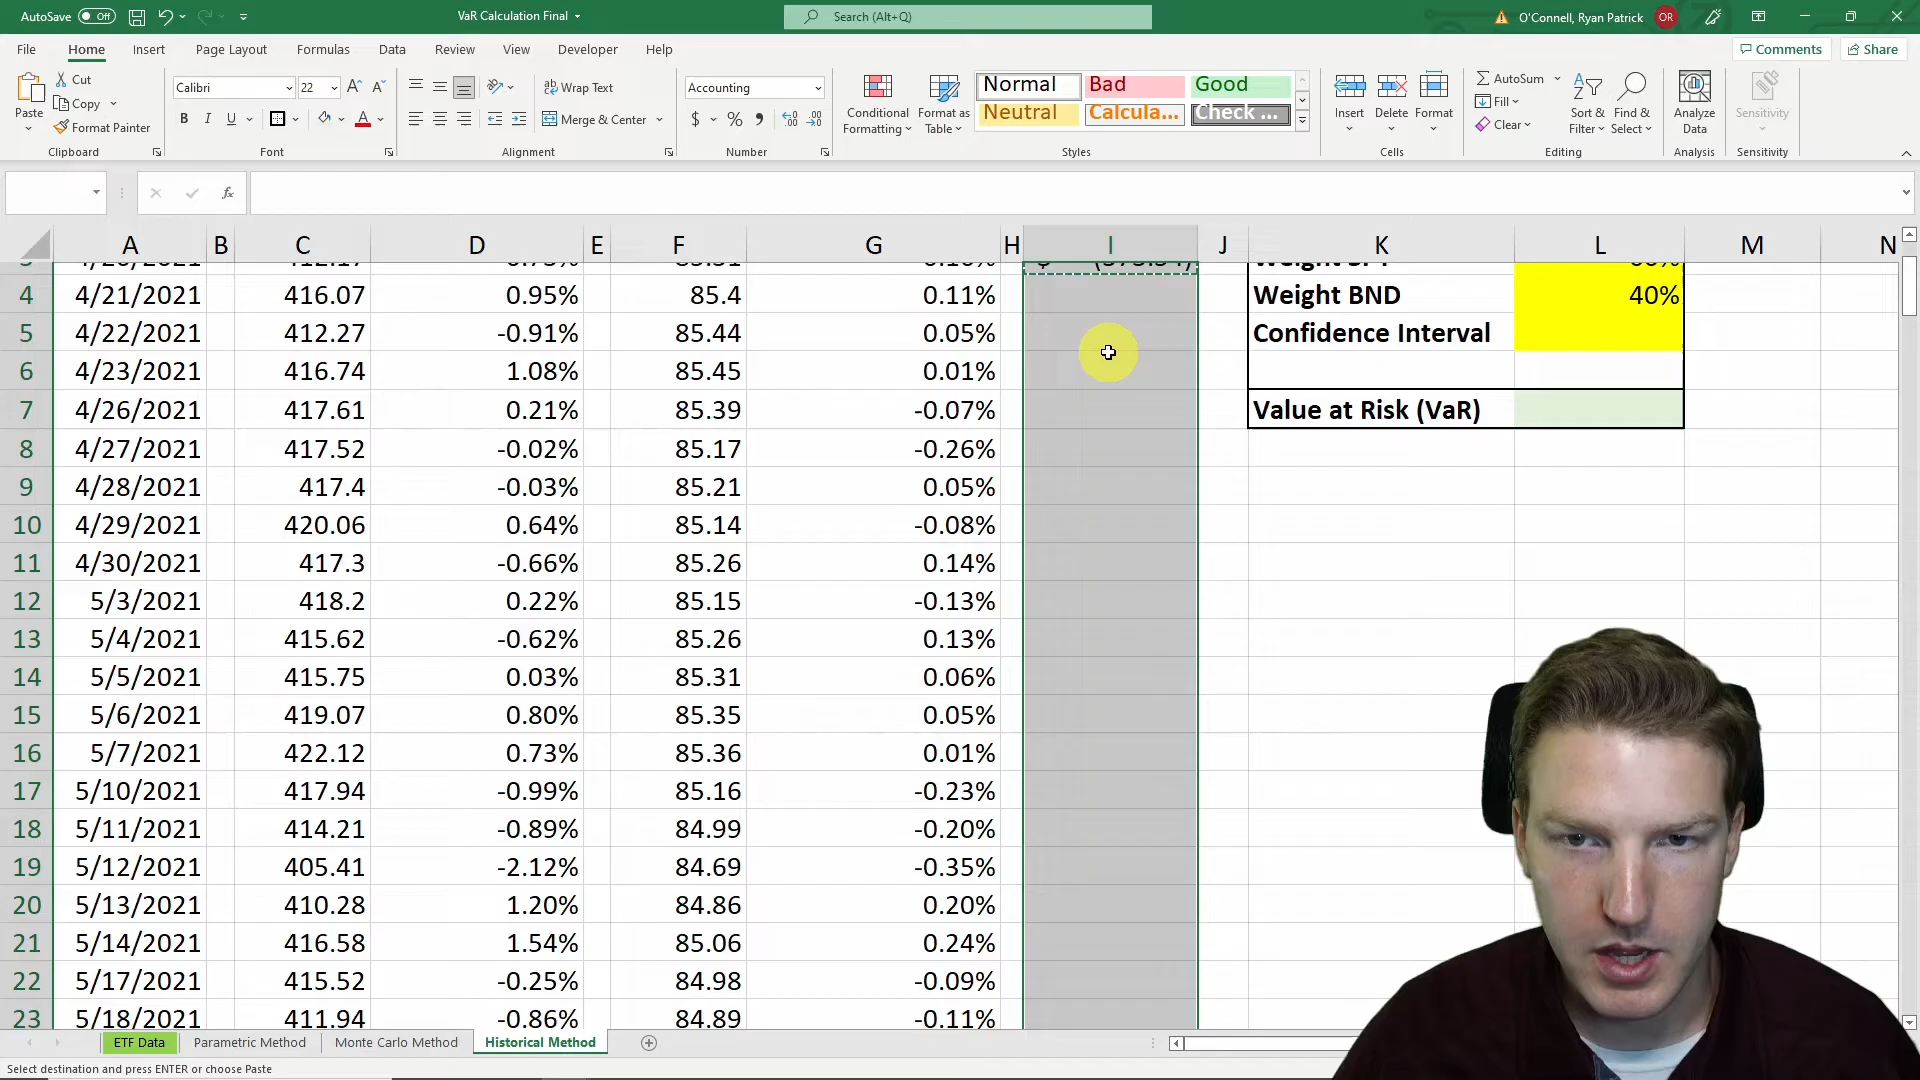 AutoSave Off VaR Calculation Final Search (Alt+Q) O'Connell, Ryan Patrick OR
File Home Insert Page Layout Formulas Data Review View Developer Help Comments Share
Paste Cut Copy Format Painter
Calibri 22 A A
B I U A
Wrap Text
Merge & Center
Accounting
$ % 9
Conditional Formatting Format as Table
Normal Bad Good
Neutral Calcula... Check ...
Insert Delete Format
AutoSum Fill Clear
Sort & Filter Find & Select
Analyze Data
Sensitivity
Clipboard Font Alignment Number Styles Cells Editing Analysis Sensitivity
fx
A B C D E F G H I J K L M N
4 4/21/2021 416.07 0.95% 85.4 0.11% Weight BND 40%
5 4/22/2021 412.27 -0.91% 85.44 0.05% Confidence Interval
6 4/23/2021 416.74 1.08% 85.45 0.01%
7 4/26/2021 417.61 0.21% 85.39 -0.07% Value at Risk (VaR)
8 4/27/2021 417.52 -0.02% 85.17 -0.26%
9 4/28/2021 417.4 -0.03% 85.21 0.05%
10 4/29/2021 420.06 0.64% 85.14 -0.08%
11 4/30/2021 417.3 -0.66% 85.26 0.14%
12 5/3/2021 418.2 0.22% 85.15 -0.13%
13 5/4/2021 415.62 -0.62% 85.26 0.13%
14 5/5/2021 415.75 0.03% 85.31 0.06%
15 5/6/2021 419.07 0.80% 85.35 0.05%
16 5/7/2021 422.12 0.73% 85.36 0.01%
17 5/10/2021 417.94 -0.99% 85.16 -0.23%
18 5/11/2021 414.21 -0.89% 84.99 -0.20%
19 5/12/2021 405.41 -2.12% 84.69 -0.35%
20 5/13/2021 410.28 1.20% 84.86 0.20%
21 5/14/2021 416.58 1.54% 85.06 0.24%
22 5/17/2021 415.52 -0.25% 84.98 -0.09%
23 5/18/2021 411.94 -0.86% 84.89 -0.11%
ETF Data Parametric Method Monte Carlo Method Historical Method
Select destination and press ENTER or choose Paste